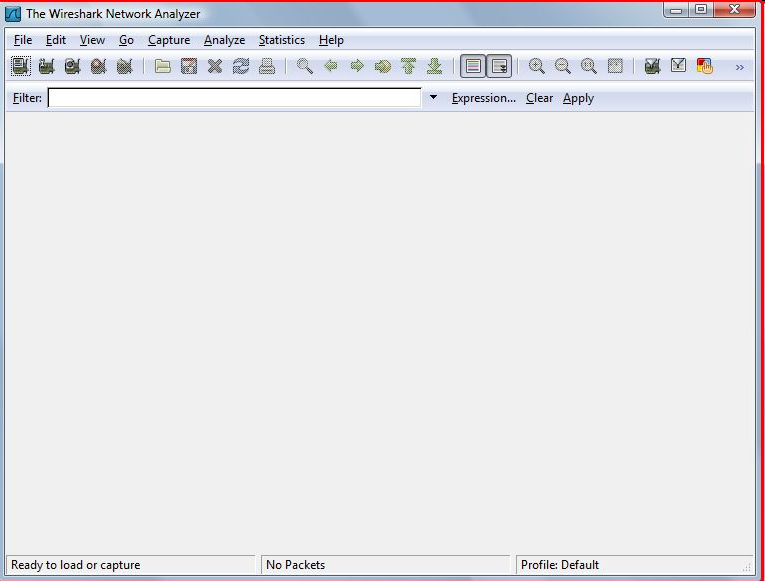 The Wireshark Network Analyzer
File Edit View Go Capture Analyze Statistics Help
Filter: Expression... Clear Apply
Ready to load or capture No Packets Profile: Default